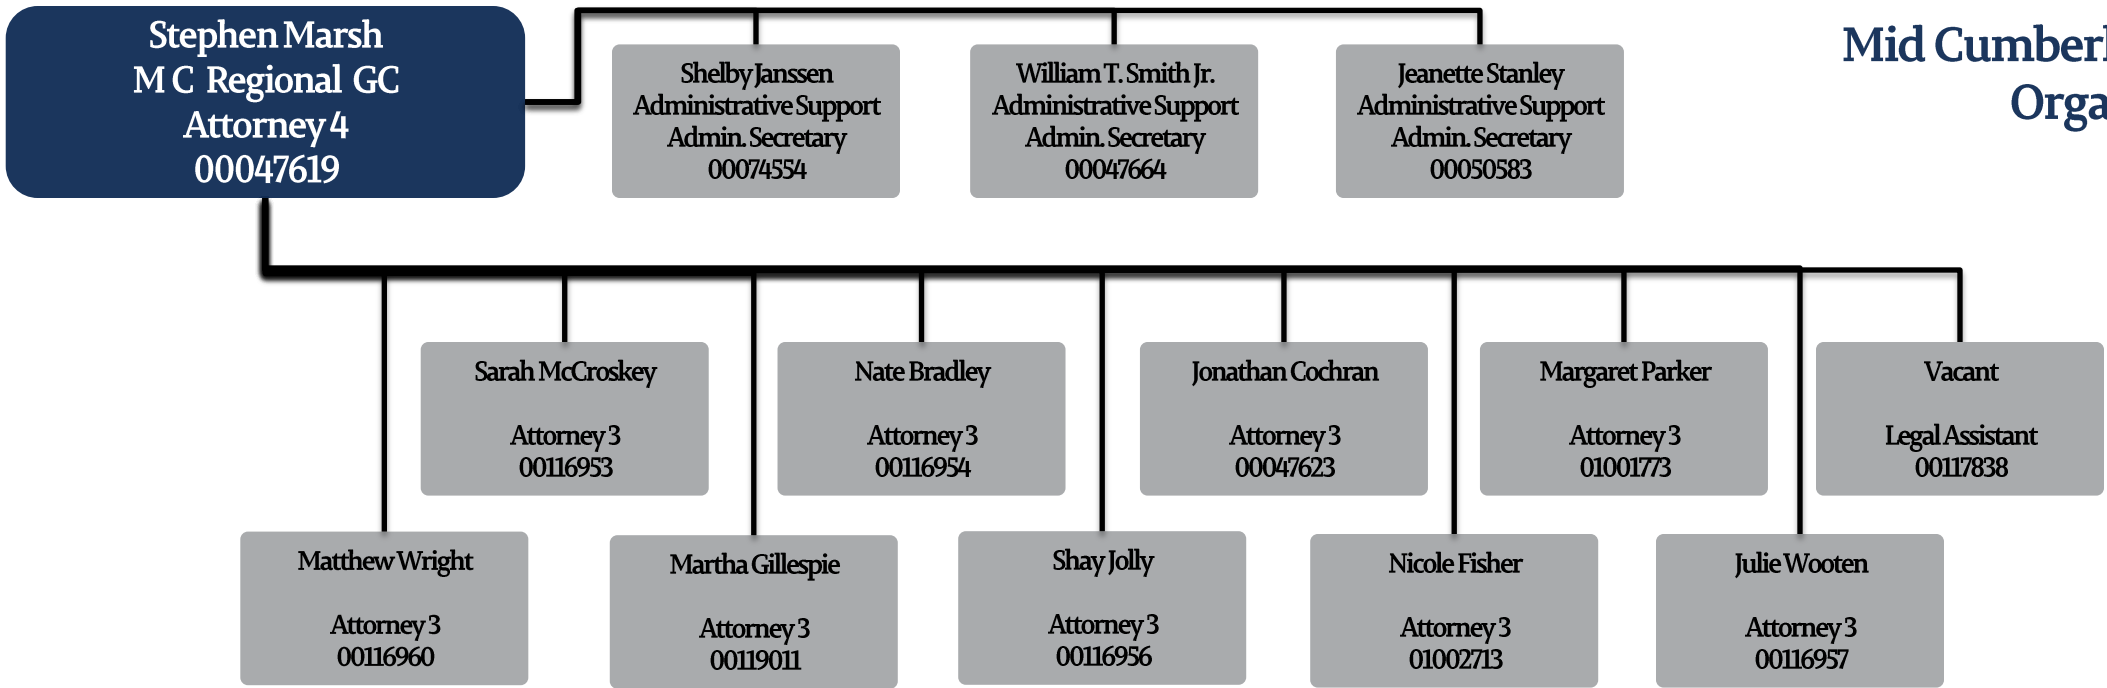 Stephen Marsh
M C Regional GC
Attorney 4
00047619
Shelby Janssen
Administrative Support
Admin. Secretary
00074554
William T. Smith Jr.
Administrative Support
Admin. Secretary
00047664
Jeanette Stanley
Administrative Support
Admin. Secretary
00050583
Mid
Sarah McCroskey
Attorney 3
00116953
Nate Bradley
Attorney 3
00116954
Jonathan Cochran
Attorney 3
00047623
Margaret Parker
Attorney 3
01001773
Vacant
Legal Assistant
00117838
Matthew Wright
Attorney 3
00116960
Martha Gillespie
Attorney 3
00119011
Shay Jolly
Attorney 3
00116956
Nicole Fisher
Attorney 3
01002713
Julie Wooten
Attorney 3
00116957